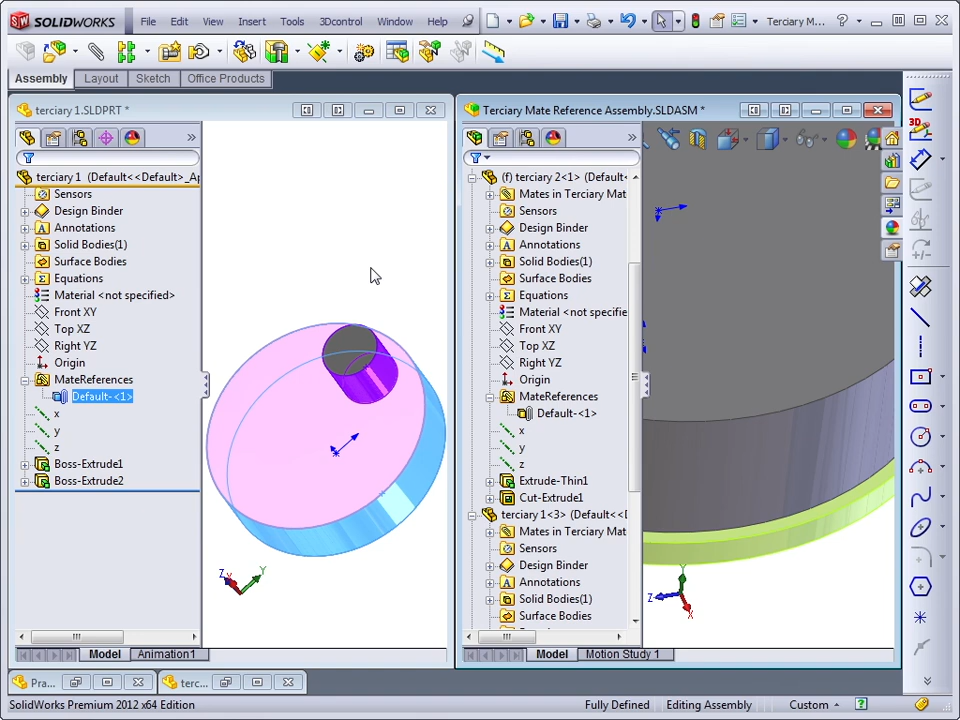 SOLIDWORKS File Edit View Insert Tools 3Dcontrol Window Help Terciary M... ?
Assembly Layout Sketch Office Products
terciary 1.SLDPRT *
terciary 1 (Default<<Default>_Ap
Sensors
Design Binder
Annotations
Solid Bodies(1)
Surface Bodies
Equations
Material <not specified>
Front XY
Top XZ
Right YZ
Origin
MateReferences
Default-<1>
x
y
z
Boss-Extrude1
Boss-Extrude2
Z X Y
Model Animation1
Terciary Mate Reference Assembly.SLDASM *
(f) terciary 2<1> (Default<
Mates in Terciary Mat
Sensors
Design Binder
Annotations
Solid Bodies(1)
Surface Bodies
Equations
Material <not specifie
Front XY
Top XZ
Right YZ
Origin
MateReferences
Default-<1>
x
y
z
Extrude-Thin1
Cut-Extrude1
terciary 1<3> (Default<<D
Mates in Terciary Mat
Sensors
Design Binder
Annotations
Solid Bodies(1)
Surface Bodies
Y
Z
X
Model Motion Study 1
3D
Pra... terc...
SolidWorks Premium 2012 x64 Edition Fully Defined Editing Assembly Custom ?